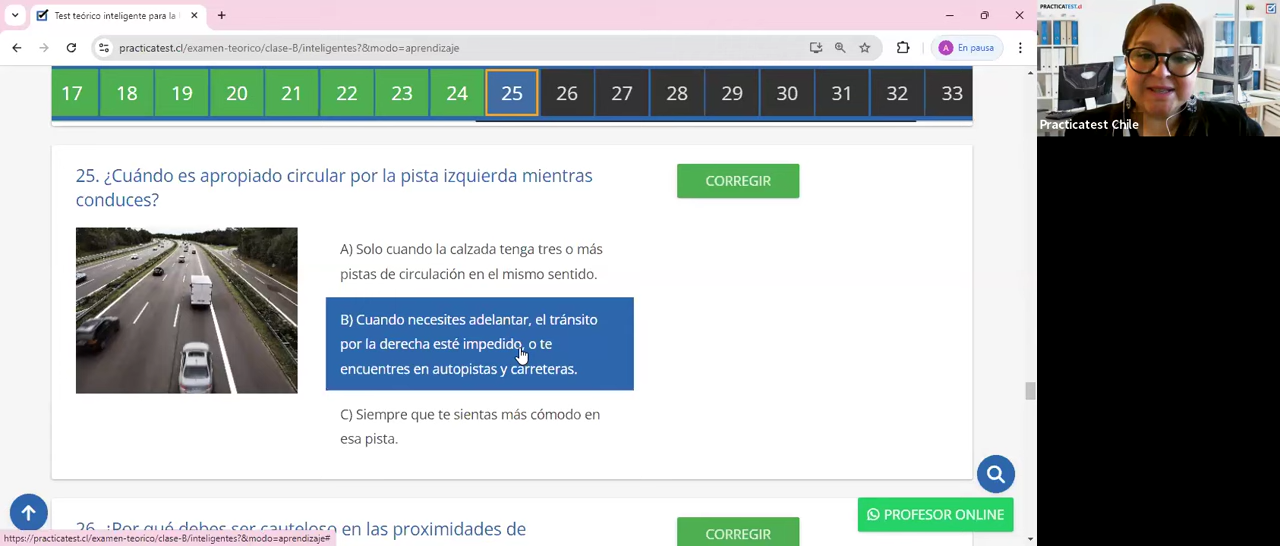 Test teórico inteligente para la
practicatest.cl/examen-teorico/clase-B/inteligentes?&modo=aprendizaje
A
En pausa
PRACTICATEST.cl
Practicatest Chile
17 18 19 20 21 22 23 24 25 26 27 28 29 30 31 32 33
25. ¿Cuándo es apropiado circular por la pista izquierda mientras
conduces?
CORREGIR
A) Solo cuando la calzada tenga tres o más
pistas de circulación en el mismo sentido.
B) Cuando necesites adelantar, el tránsito
por la derecha esté impedido, o te
encuentres en autopistas y carreteras.
C) Siempre que te sientas más cómodo en
esa pista.
PROFESOR ONLINE
26. ¿Por qué debes ser cauteloso en las proximidades de
CORREGIR
https://practicatest.cl/examen-teorico/clase-B/inteligentes?&modo=aprendizaje#